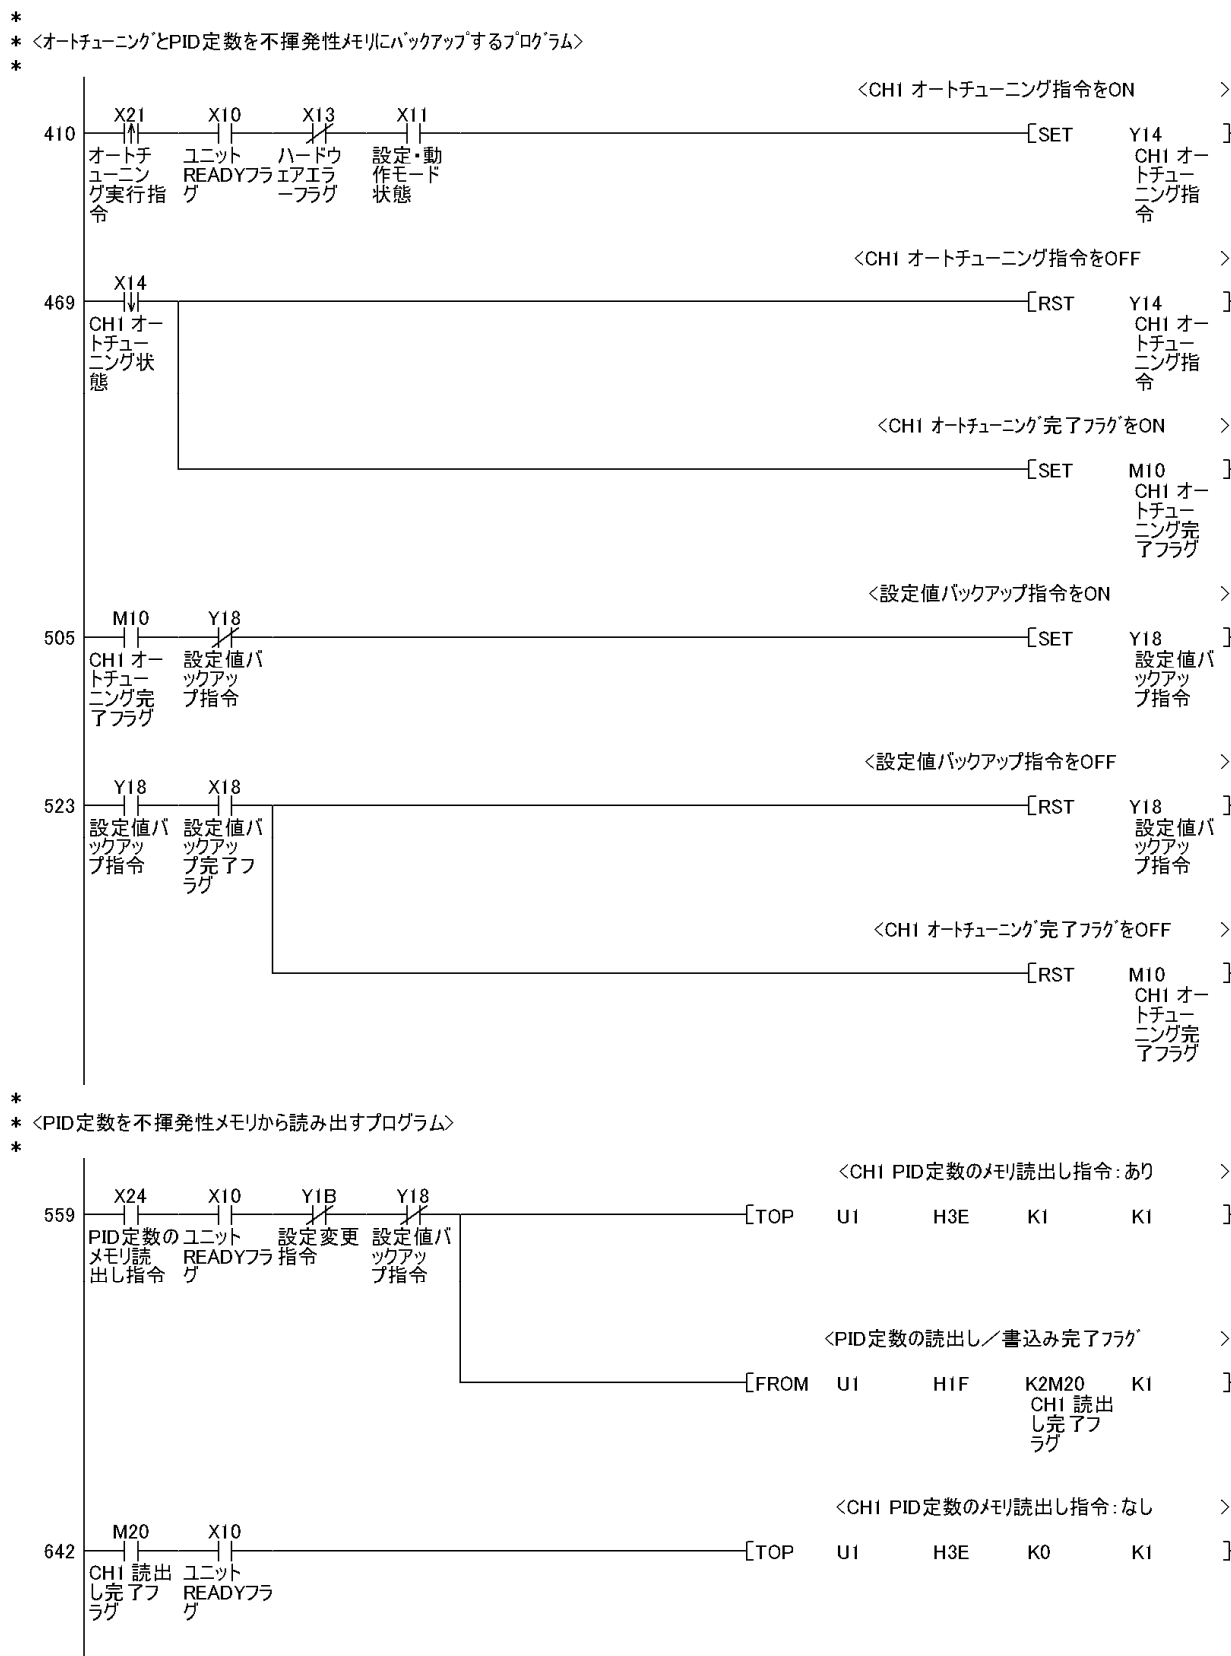 *
* <オートチューニングとPID定数を不揮発性メモリにバックアップするプログラム>
*
<CH1 オートチューニング指令をON >
X21 X10 X13 X11
410 [SET Y14 ]
オートチ ユニット ハードウ 設定・動 CH1 オー
ューニン READYフラ ェアエラ 作モード トチュー
グ実行指 グ ーフラグ 状態 ニング指
令 令
<CH1 オートチューニング指令をOFF >
X14
469 [RST Y14 ]
CH1 オー CH1 オー
トチュー トチュー
ニング状 ニング指
態 令
<CH1 オートチューニング完了フラグをON >
[SET M10 ]
CH1 オー
トチュー
ニング完
了フラグ
<設定値バックアップ指令をON >
M10 Y18
505 [SET Y18 ]
CH1 オー 設定値バ 設定値バ
トチュー ックアッ ックアッ
ニング完 プ指令 プ指令
了フラグ
<設定値バックアップ指令をOFF >
Y18 X18
523 [RST Y18 ]
設定値バ 設定値バ 設定値バ
ックアッ ックアッ ックアッ
プ指令 プ完了フ プ指令
ラグ
<CH1 オートチューニング完了フラグをOFF >
[RST M10 ]
CH1 オー
トチュー
ニング完
了フラグ
*
* <PID定数を不揮発性メモリから読み出すプログラム>
*
<CH1 PID定数のメモリ読出し指令:あり >
X24 X10 Y1B Y18
559 [TOP U1 H3E K1 K1 ]
PID定数の ユニット 設定変更 設定値バ
メモリ読 READYフラ 指令 ックアッ
出し指令 グ プ指令
<PID定数の読出し/書込み完了フラグ >
[FROM U1 H1F K2M20 K1 ]
CH1 読出
し完了フ
ラグ
<CH1 PID定数のメモリ読出し指令:なし >
M20 X10
642 [TOP U1 H3E K0 K1 ]
CH1 読出 ユニット
し完了フ READYフラ
ラグ グ